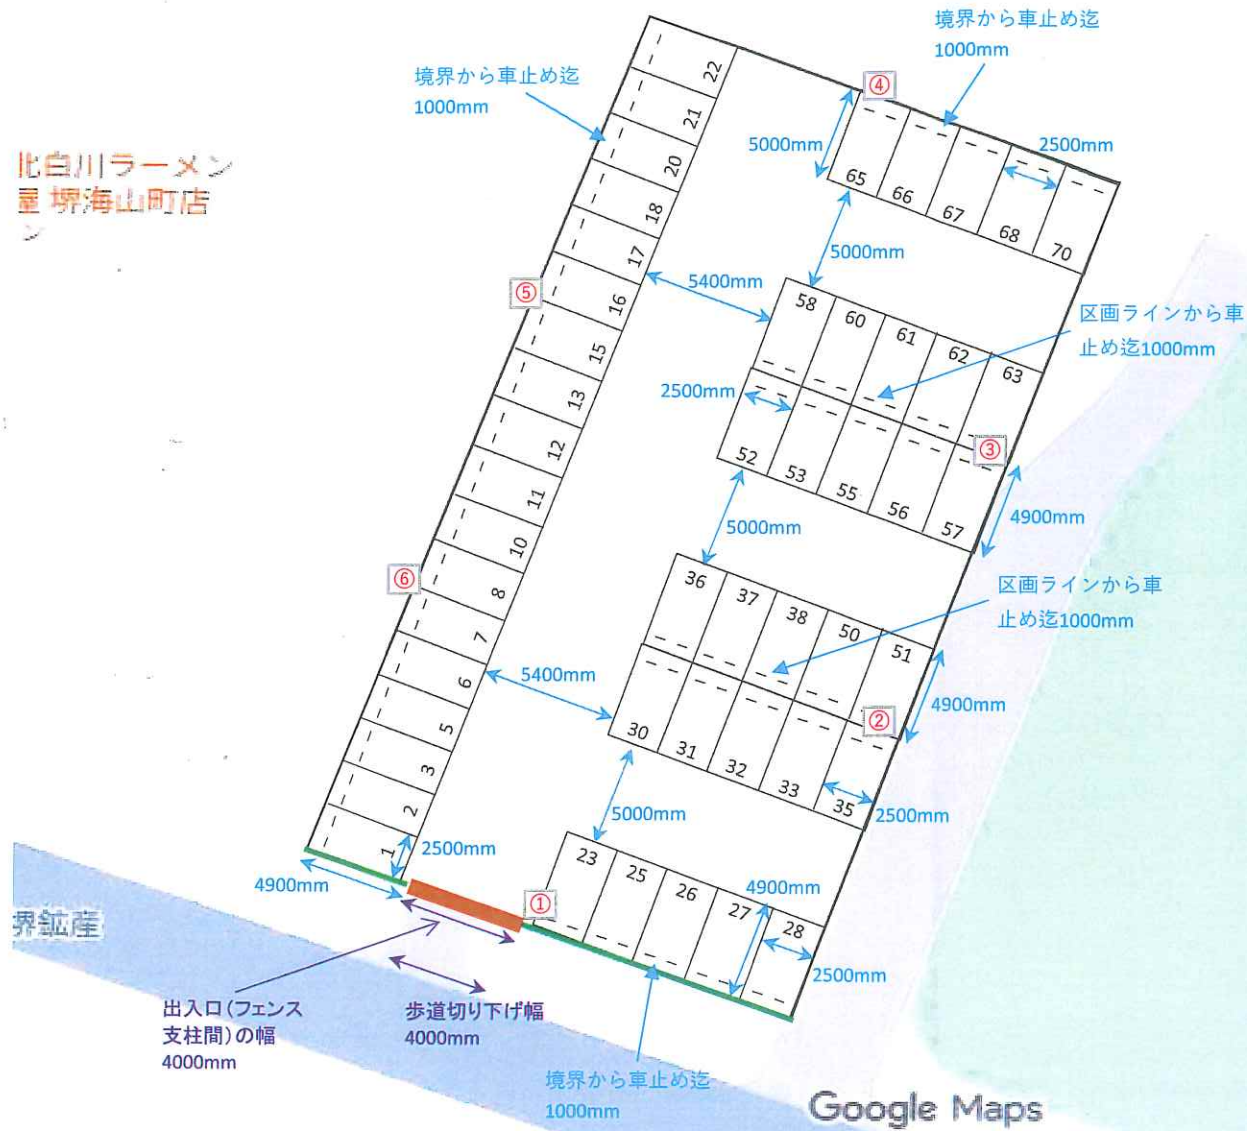 境界から車止め迄
1000mm
境界から車止め迄
1000mm
④
5000mm
2500mm
北白川ラーメン
堺海山町店
ン
22
21
20
18
17
16
15
13
12
11
10
8
7
6
5
3
2
1
65
66
67
68
70
5000mm
5400mm
⑤
58
60
61
62
63
区画ラインから車
止め迄1000mm
2500mm
③
52
53
55
56
57
4900mm
5000mm
⑥
36
37
38
50
51
区画ラインから車
止め迄1000mm
5400mm
4900mm
②
30
31
32
33
35
2500mm
5000mm
2500mm
4900mm
23
25
26
27
28
4900mm
①
2500mm
界鉱産
出入口(フェンス
支柱間)の幅
4000mm
歩道切り下げ幅
4000mm
境界から車止め迄
1000mm
Google Maps